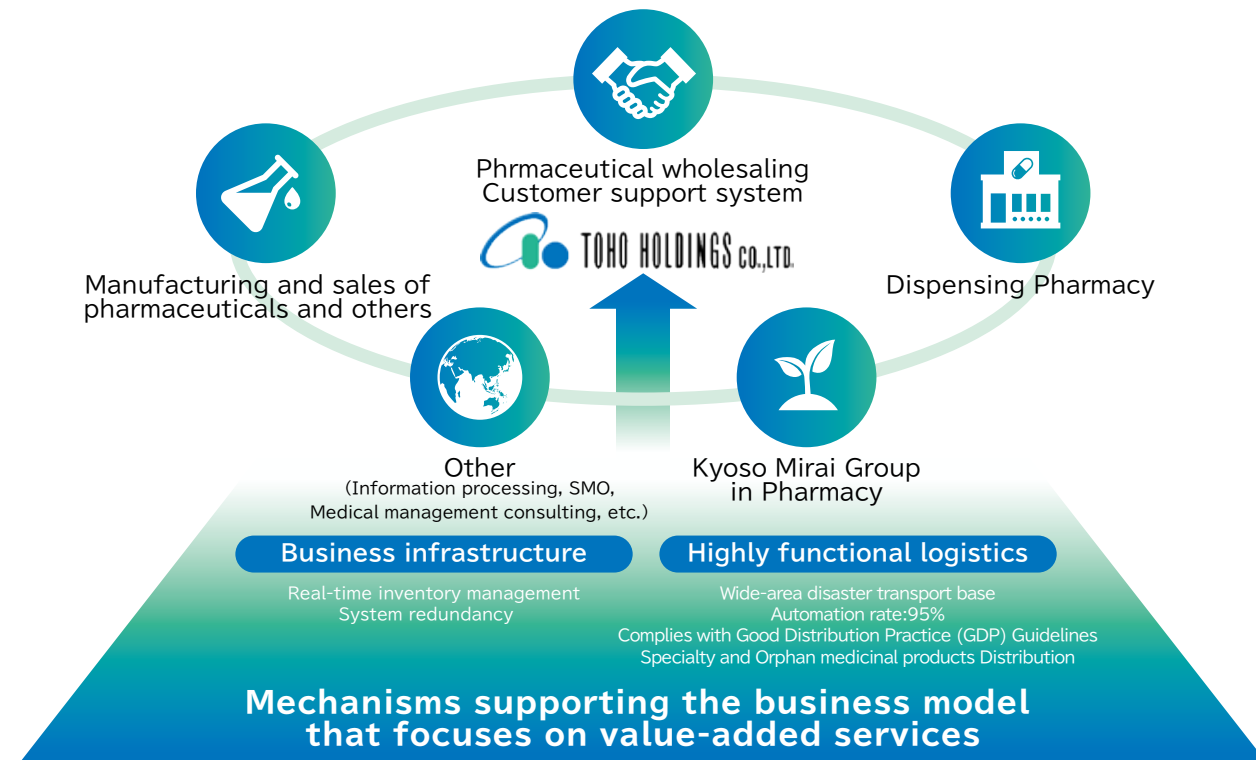 Phrmaceutical wholesaling
Customer support system
TOHO HOLDINGS CO.,LTD.
Manufacturing and sales of
pharmaceuticals and others
Dispensing Pharmacy
Other
(Information processing, SMO,
Medical management consulting, etc.)
Kyoso Mirai Group
in Pharmacy
Business infrastructure
Real-time inventory management
System redundancy
Highly functional logistics
Wide-area disaster transport base
Automation rate:95%
Complies with Good Distribution Practice (GDP) Guidelines
Specialty and Orphan medicinal products Distribution
Mechanisms supporting the business model
that focuses on value-added services